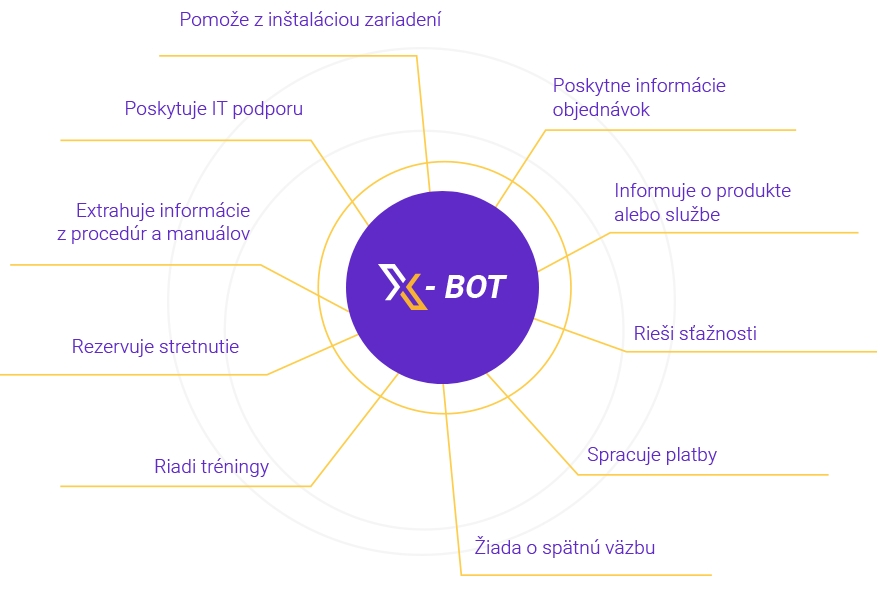 Pomože z inštaláciou zariadení
Poskytuje IT podporu
Extrahuje informácie
z procedúr a manuálov
Rezervuje stretnutie
Riadi tréningy
X - BOT
Poskytne informácie
objednávok
Informuje o produkte
alebo službe
Rieši sťažnosti
Spracuje platby
Žiada o spätnú väzbu